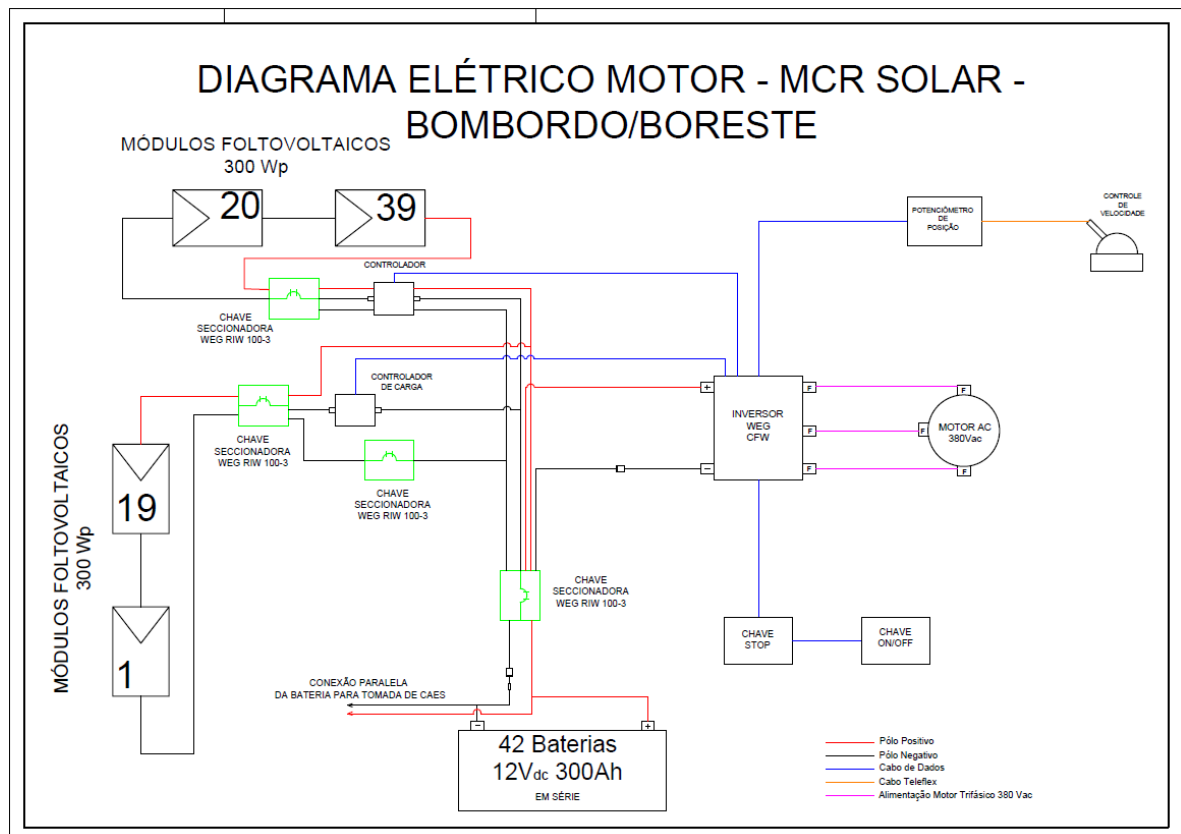 DIAGRAMA ELÉTRICO MOTOR - MCR SOLAR -
BOMBORDO/BORESTE
MÓDULOS FOLTOVOLTAICOS
300 Wp
20
39
CONTROLADOR
CHAVE
SECCIONADORA
WEG RIW 100-3
POTENCIÔMETRO
DE
POSIÇÃO
CONTROLE
DE
VELOCIDADE
CONTROLADOR
DE CARGA
CHAVE
SECCIONADORA
WEG RIW 100-3
CHAVE
SECCIONADORA
WEG RIW 100-3
+
INVERSOR
WEG
CFW
–
F
F
F
F
F
F
MOTOR AC
380Vac
MÓDULOS FOLTOVOLTAICOS
300 Wp
19
1
CHAVE
SECCIONADORA
WEG RIW 100-3
CHAVE
STOP
CHAVE
ON/OFF
CONEXÃO PARALELA
DA BATERIA PARA TOMADA DE CAES
–
+
42 Baterias
12Vdc 300Ah
EM SÉRIE
Pólo Positivo
Pólo Negativo
Cabo de Dados
Cabo Teleflex
Alimentação Motor Trifásico 380 Vac